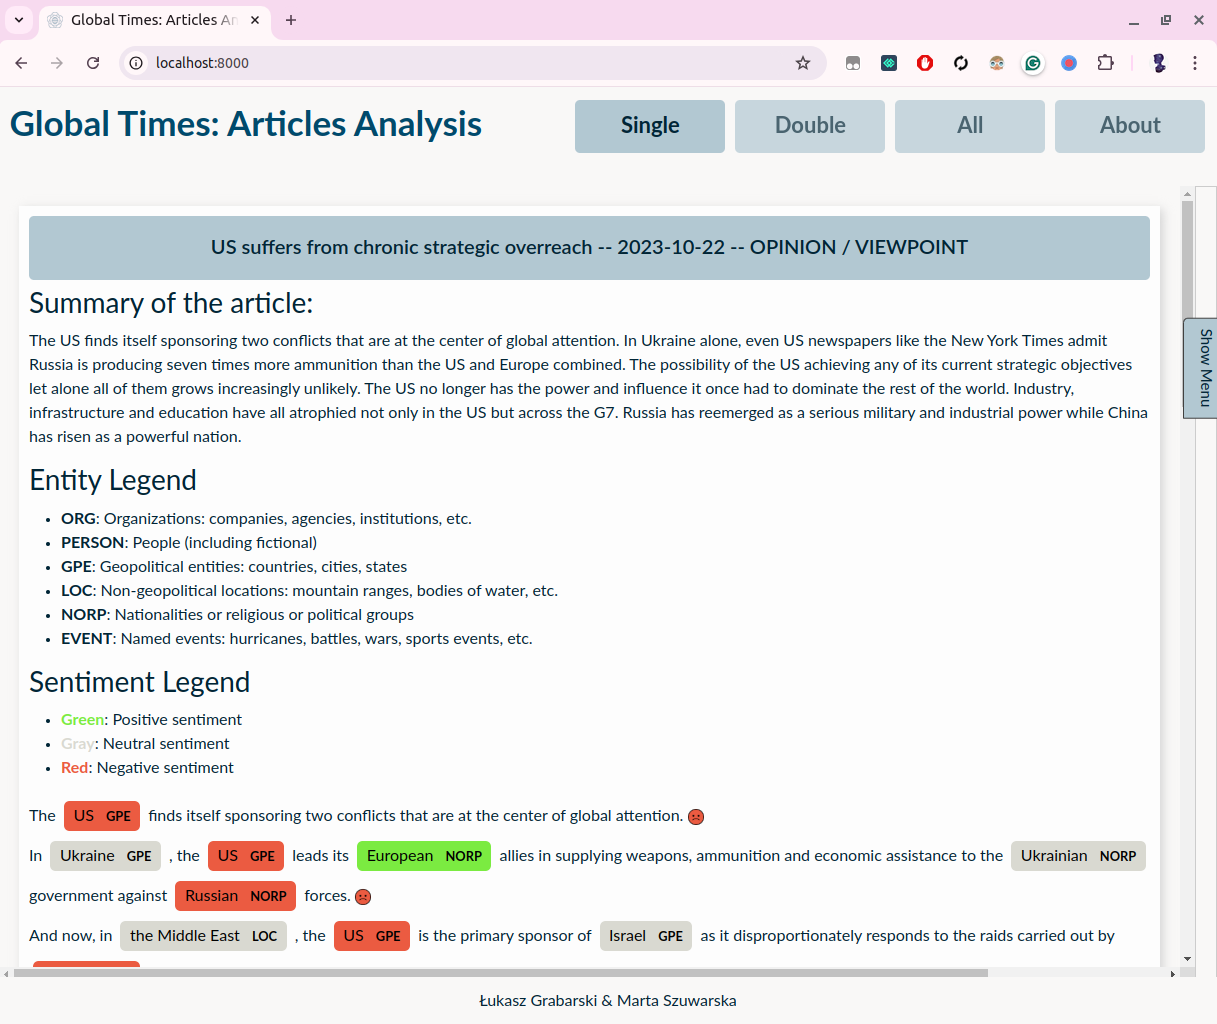 Global Times: Articles An
localhost:8000
Global Times: Articles Analysis
Single
Double
All
About
US suffers from chronic strategic overreach -- 2023-10-22 -- OPINION / VIEWPOINT
Summary of the article:
The US finds itself sponsoring two conflicts that are at the center of global attention. In Ukraine alone, even US newspapers like the New York Times admit
Russia is producing seven times more ammunition than the US and Europe combined. The possibility of the US achieving any of its current strategic objectives
let alone all of them grows increasingly unlikely. The US no longer has the power and influence it once had to dominate the rest of the world. Industry,
infrastructure and education have all atrophied not only in the US but across the G7. Russia has reemerged as a serious military and industrial power while China
has risen as a powerful nation.
Show Menu
Entity Legend
• ORG: Organizations: companies, agencies, institutions, etc.
• PERSON: People (including fictional)
• GPE: Geopolitical entities: countries, cities, states
• LOC: Non-geopolitical locations: mountain ranges, bodies of water, etc.
• NORP: Nationalities or religious or political groups
• EVENT: Named events: hurricanes, battles, wars, sports events, etc.
Sentiment Legend
• Green: Positive sentiment
• Gray: Neutral sentiment
• Red: Negative sentiment
The US GPE finds itself sponsoring two conflicts that are at the center of global attention.
In Ukraine GPE , the US GPE leads its European NORP allies in supplying weapons, ammunition and economic assistance to the Ukrainian NORP
government against Russian NORP forces.
And now, in the Middle East LOC , the US GPE is the primary sponsor of Israel GPE as it disproportionately responds to the raids carried out by
Łukasz Grabarski & Marta Szuwarska